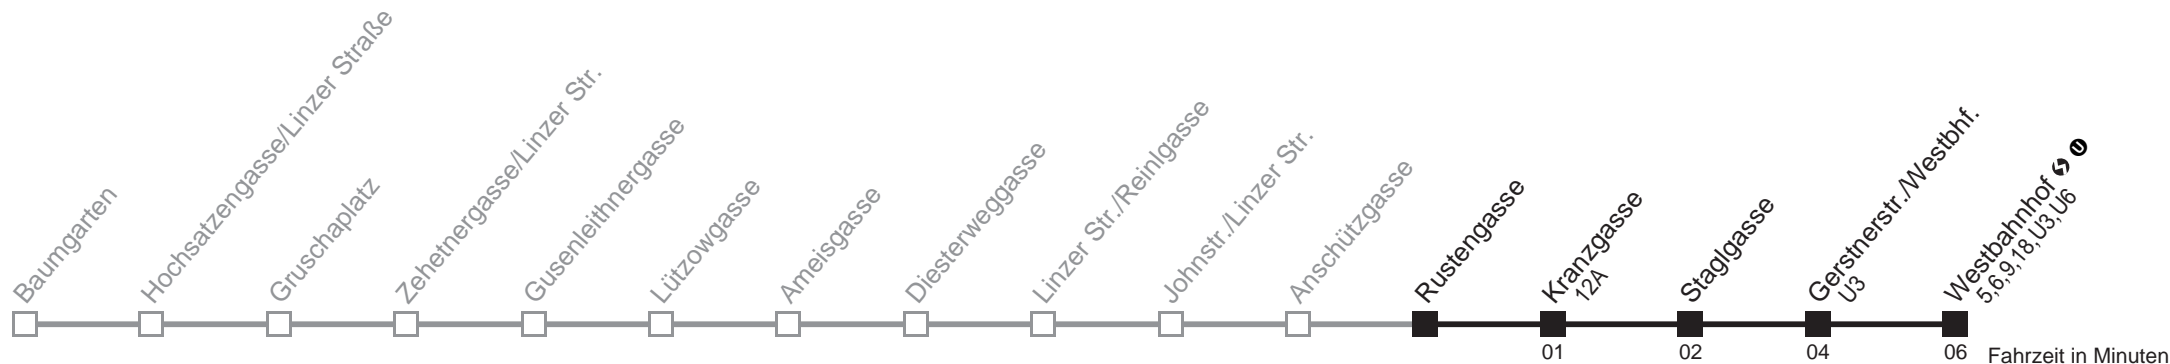 Baumgarten
Hochsatzengasse/Linzer Straße
Gruschaplatz
Zehetnergasse/Linzer Str.
Gusenleithnergasse
Lützowgasse
Ameisgasse
Diesterweggasse
Linzer Str./Reinlgasse
Johnstr./Linzer Str.
Anschützgasse
Rustengasse
Kranzgasse
12A
Staglgasse
Gerstnerstr./Westbhf.
U3
Westbahnhof U
5,6,9,18,U3,U6
01
02
04
06
Fahrzeit in Minuten